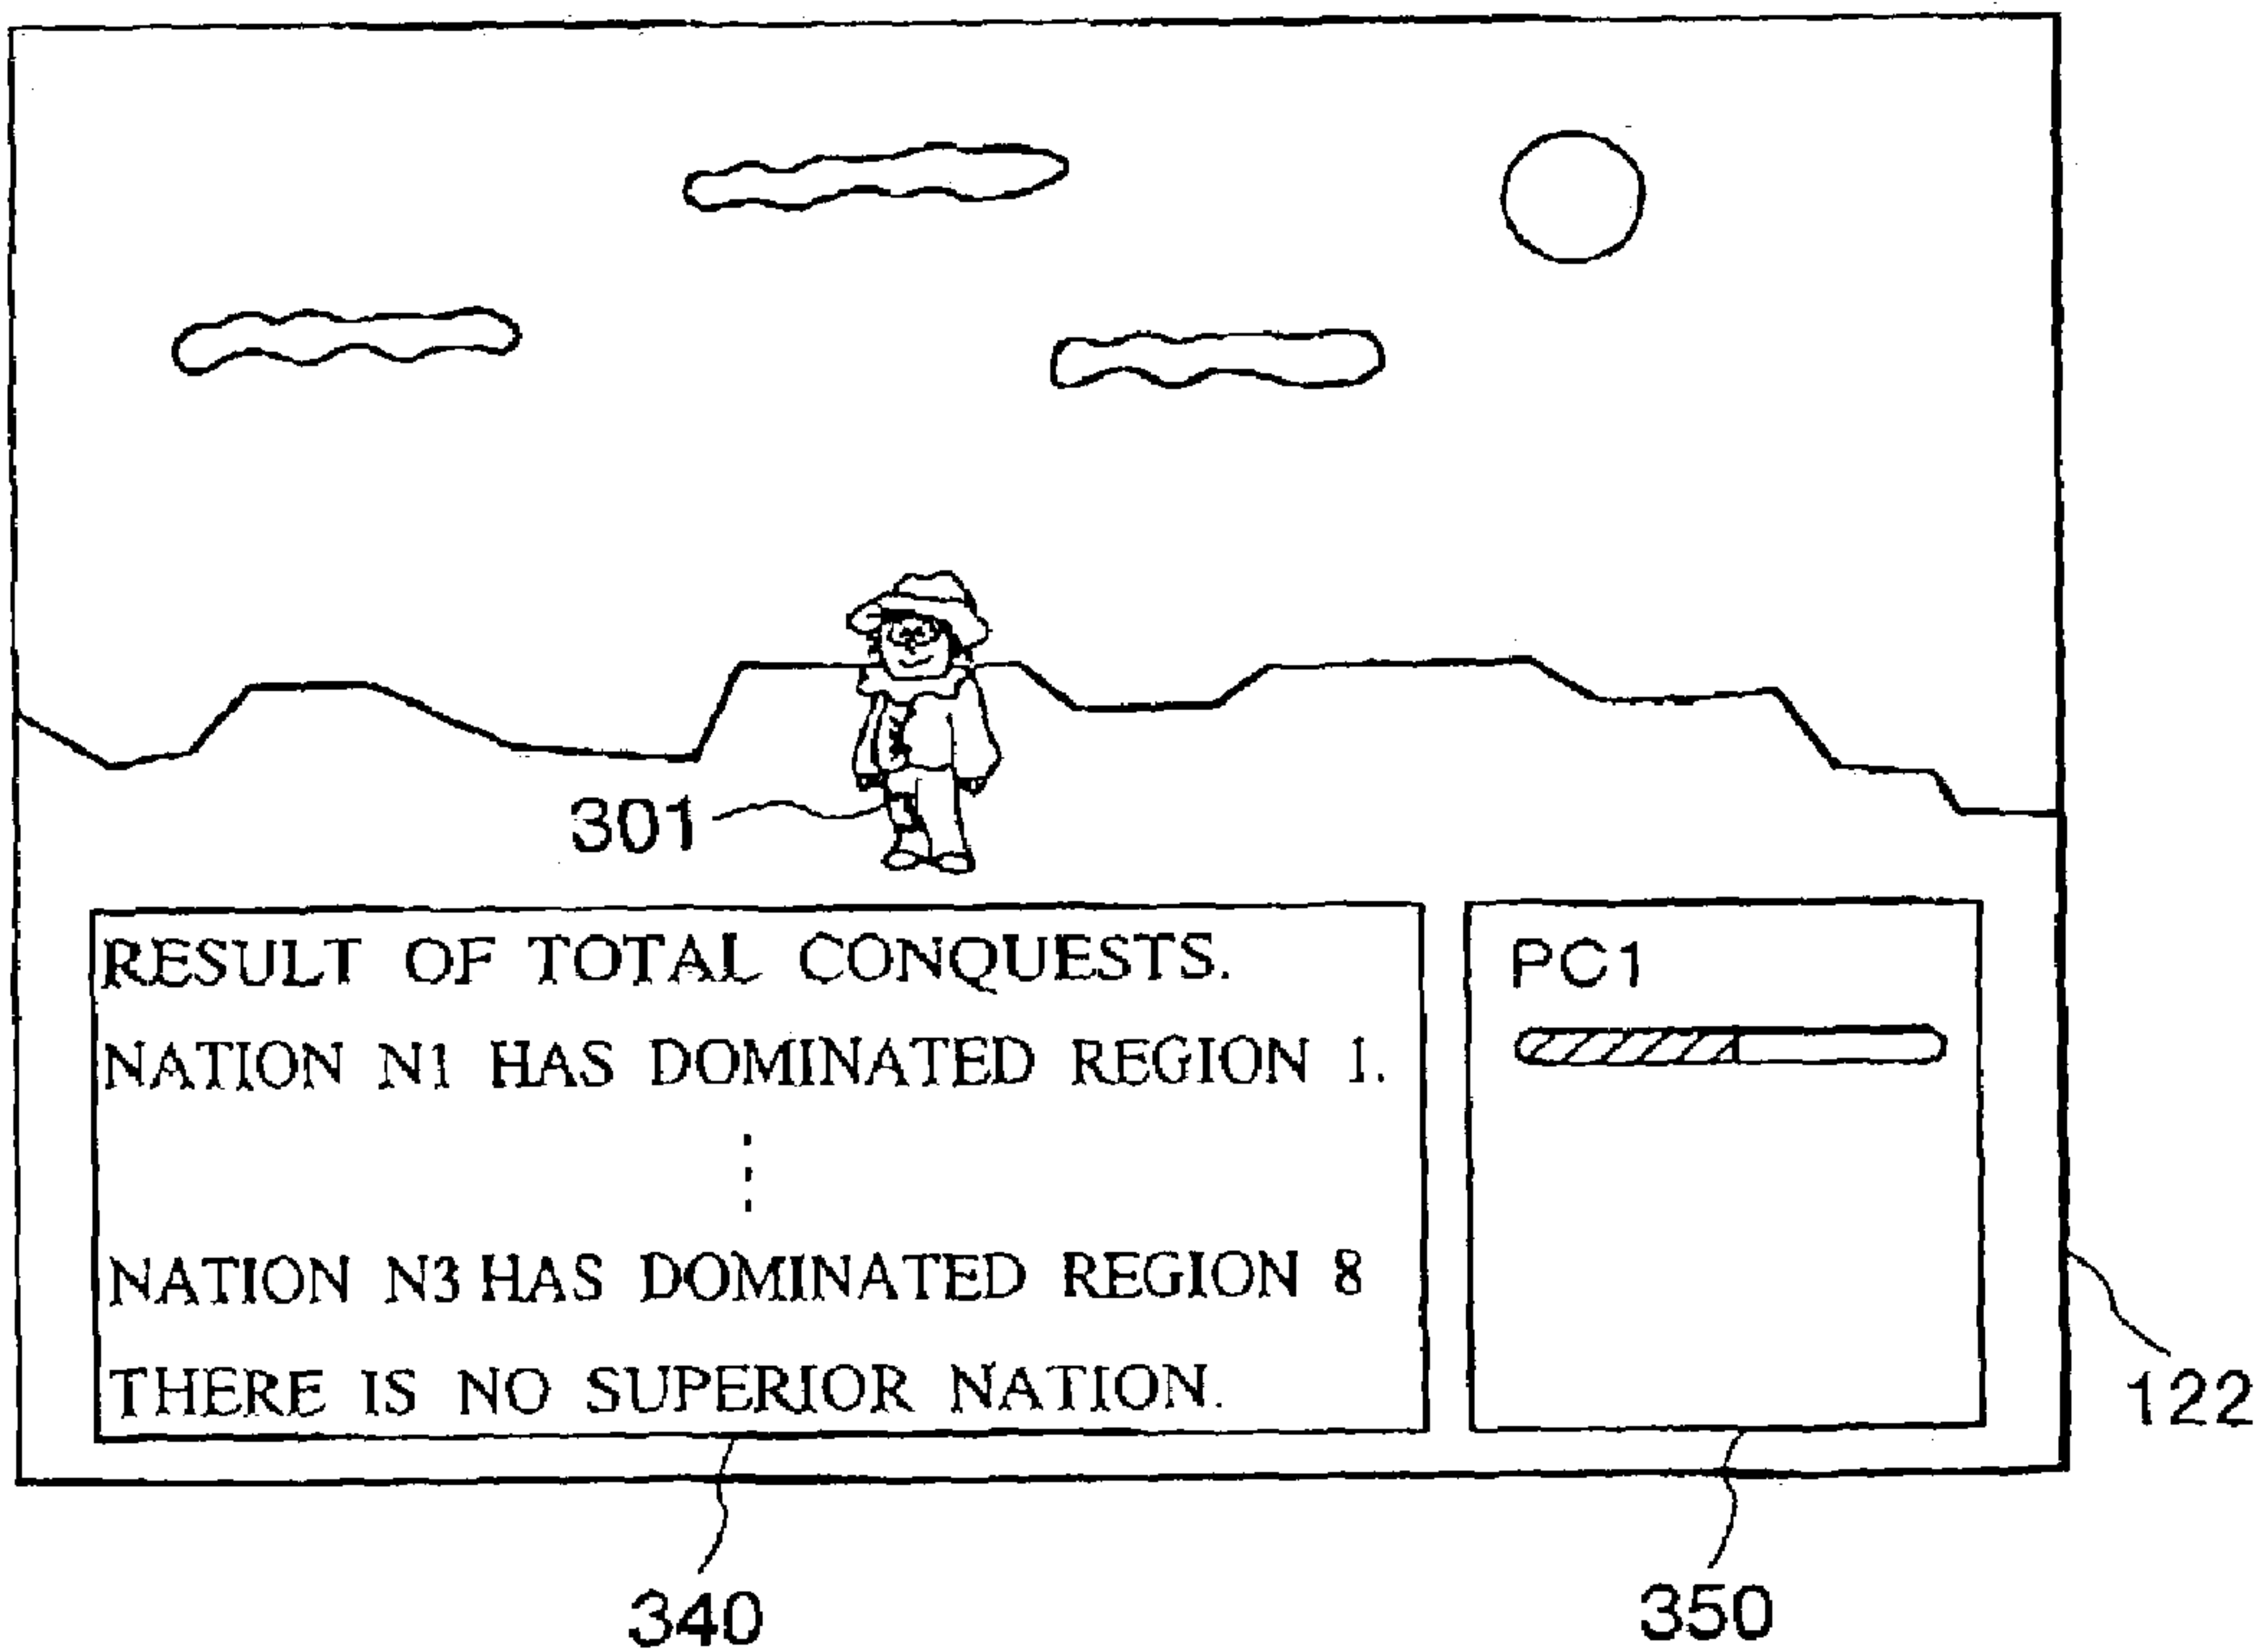 301
RESULT OF TOTAL CONQUESTS.
NATION N1 HAS DOMINATED REGION 1.
NATION N3 HAS DOMINATED REGION 8
THERE IS NO SUPERIOR NATION.
PC1
122
340
350